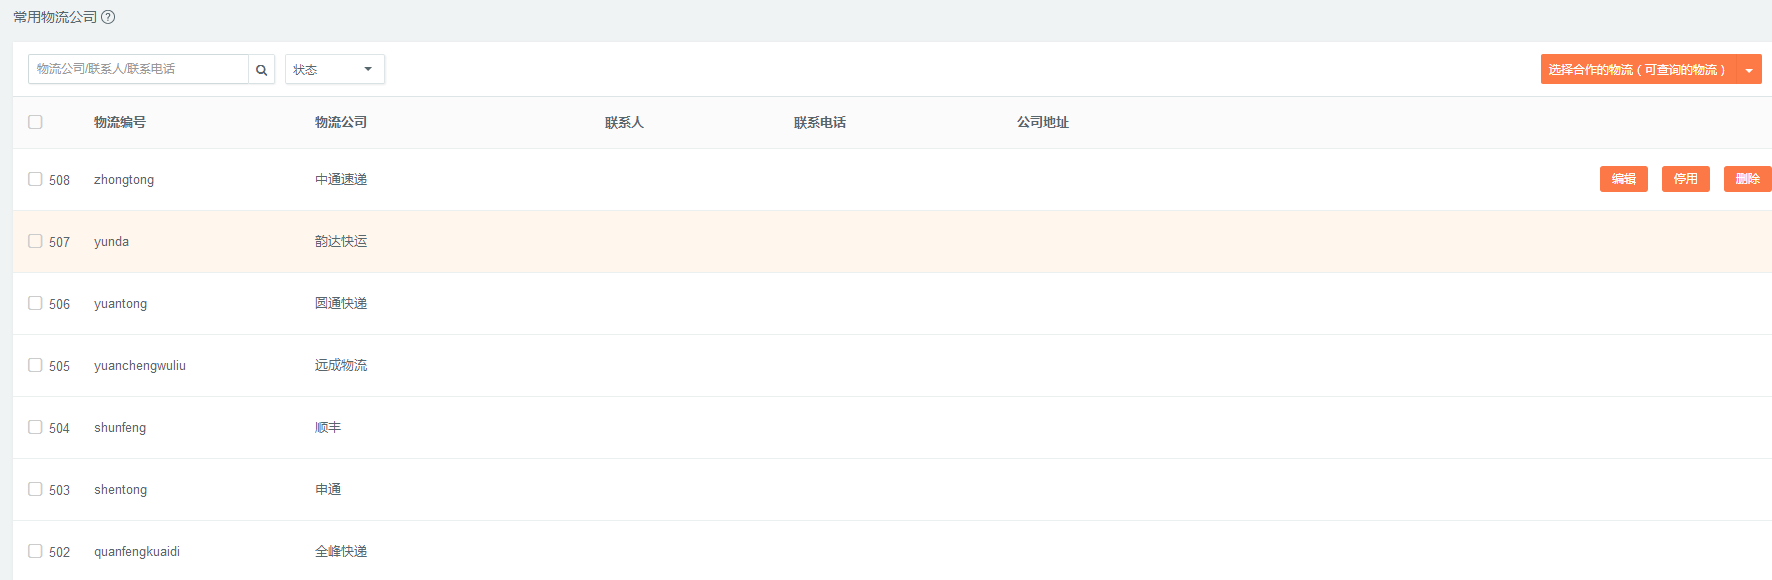 常用物流公司
物流公司/联系人/联系电话 状态 选择合作的物流（可查询的物流）
物流编号 物流公司 联系人 联系电话 公司地址
508 zhongtong 中通速递 编辑 停用 删除
507 yunda 韵达快运
506 yuantong 圆通快递
505 yuanchengwuliu 远成物流
504 shunfeng 顺丰
503 shentong 申通
502 quanfengkuaidi 全峰快递